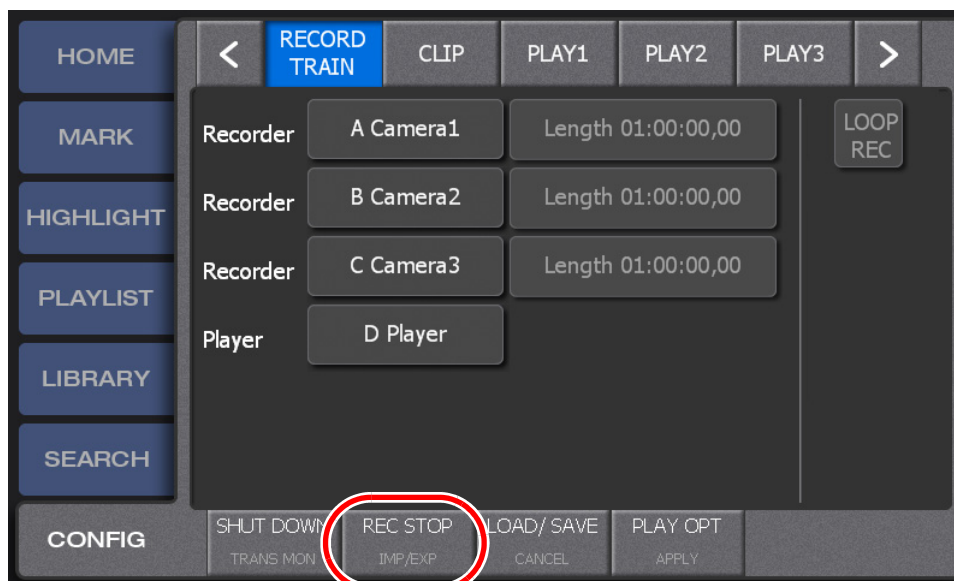 HOME
MARK
HIGHLIGHT
PLAYLIST
LIBRARY
SEARCH
CONFIG
<
RECORD
TRAIN
CLIP
PLAY1
PLAY2
PLAY3
>
Recorder
A Camera1
Length 01:00:00,00
LOOP
REC
Recorder
B Camera2
Length 01:00:00,00
Recorder
C Camera3
Length 01:00:00,00
Player
D Player
SHUT DOWN
TRANS MON
REC STOP
IMP/EXP
LOAD/ SAVE
CANCEL
PLAY OPT
APPLY